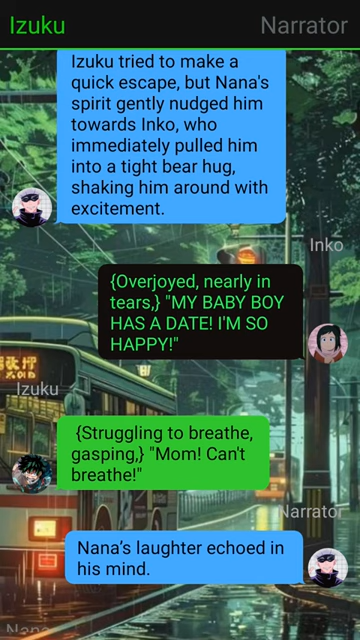 Izuku
Narrator
Izuku tried to make a
quick escape, but Nana's
spirit gently nudged him
towards Inko, who
immediately pulled him
into a tight bear hug,
shaking him around with
excitement.
Inko
{Overjoyed, nearly in
tears,} "MY BABY BOY
HAS A DATE! I'M SO
HAPPY!"
Izuku
{Struggling to breathe,
gasping,} "Mom! Can't
breathe!"
Narrator
Nana’s laughter echoed in
his mind.
Nana